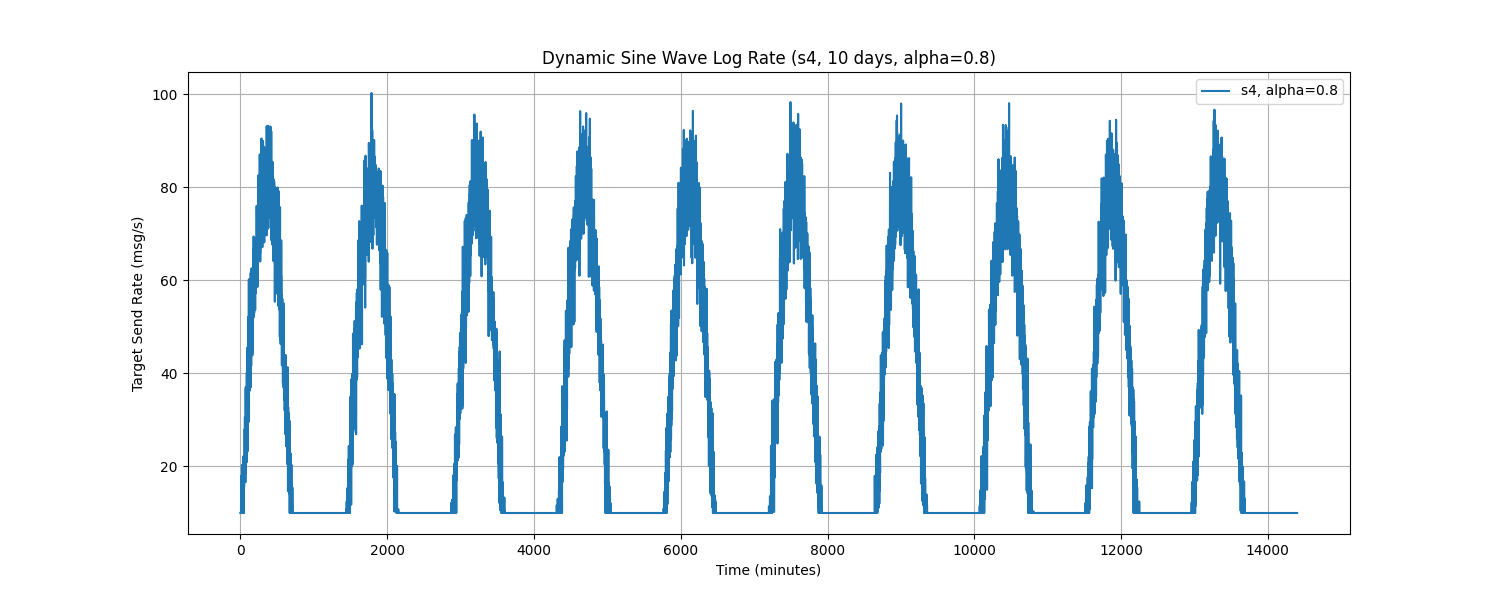 Dynamic Sine Wave Log Rate (s4, 10 days, alpha=0.8)
s4, alpha=0.8
Target Send Rate (msg/s)
100
80
60
40
20
0 2000 4000 6000 8000 10000 12000 14000
Time (minutes)